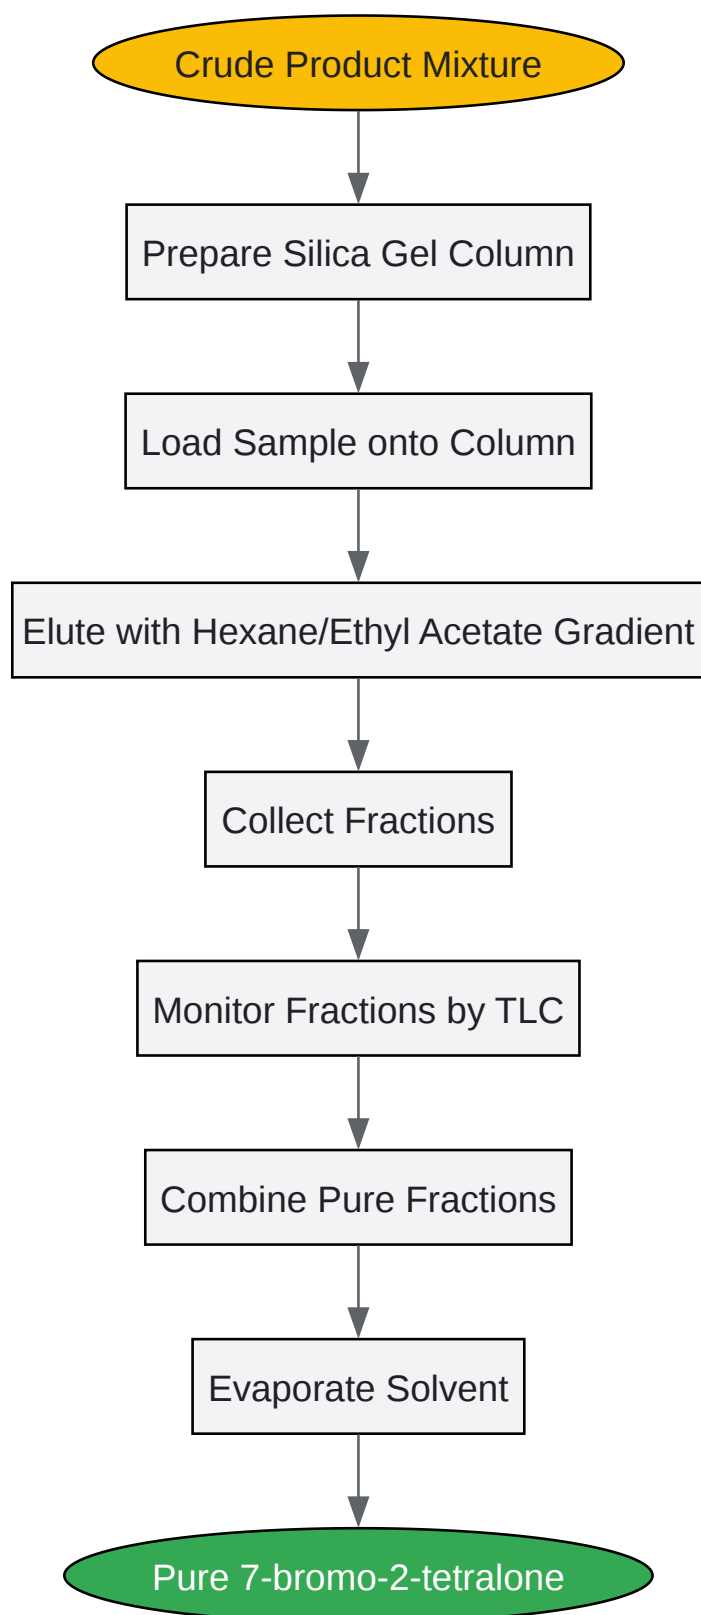 Crude Product Mixture
Prepare Silica Gel Column
Load Sample onto Column
Elute with Hexane/Ethyl Acetate Gradient
Collect Fractions
Monitor Fractions by TLC
Combine Pure Fractions
Evaporate Solvent
Pure 7-bromo-2-tetralone